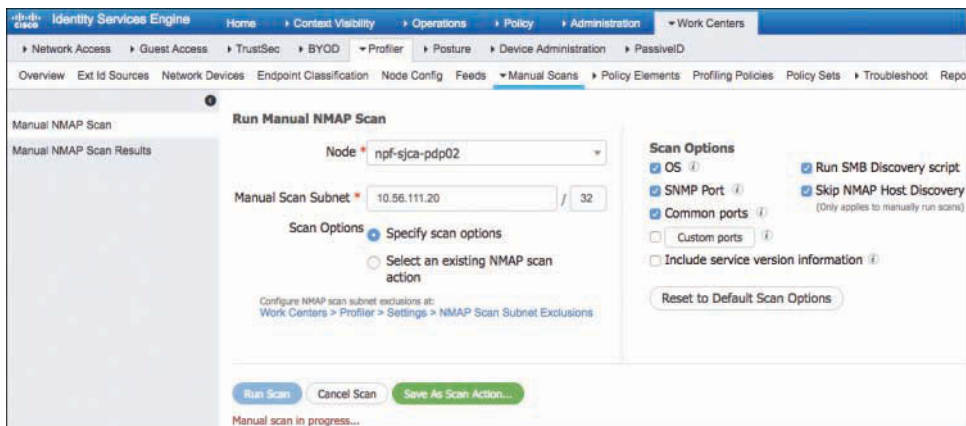 cisco Identity Services Engine Home Context Visibility Operations Policy Administration Work Centers
Network Access Guest Access TrustSec BYOD Profiler Posture Device Administration PassiveID
Overview Ext Id Sources Network Devices Endpoint Classification Node Config Feeds Manual Scans Policy Elements Profiling Policies Policy Sets Troubleshoot Repo
Manual NMAP Scan
Manual NMAP Scan Results
Run Manual NMAP Scan
Node * npf-sjca-pdp02
Manual Scan Subnet * 10.56.111.20 / 32
Scan Options Specify scan options
Select an existing NMAP scan
action
Configure NMAP scan subnet exclusions at:
Work Centers > Profiler > Settings > NMAP Scan Subnet Exclusions
Scan Options
OS Run SMB Discovery script
SNMP Port Skip NMAP Host Discovery
Common ports (Only applies to manually run scans)
Custom ports
Include service version information
Reset to Default Scan Options
Run Scan Cancel Scan Save As Scan Action...
Manual scan in progress...